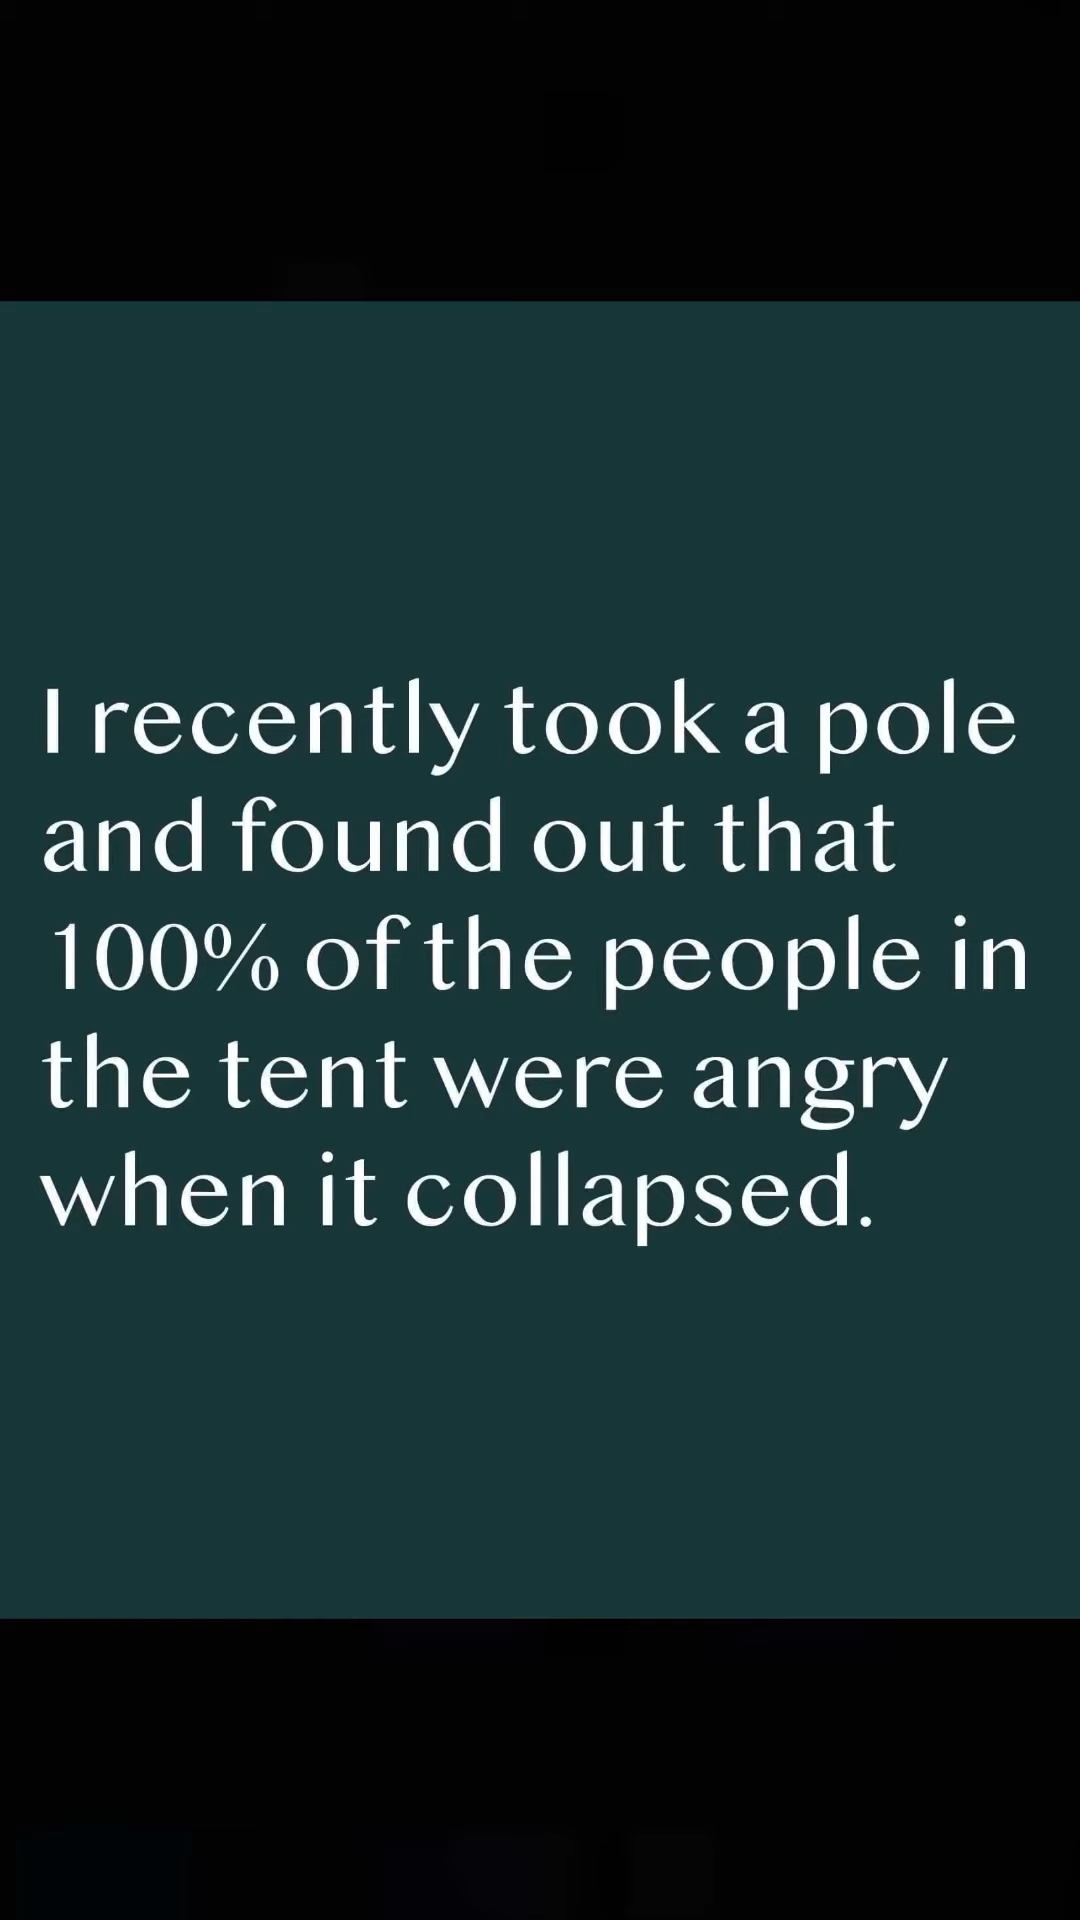 I recently took a pole
and found out that
100% of the people in
the tent were angry
when it collapsed.